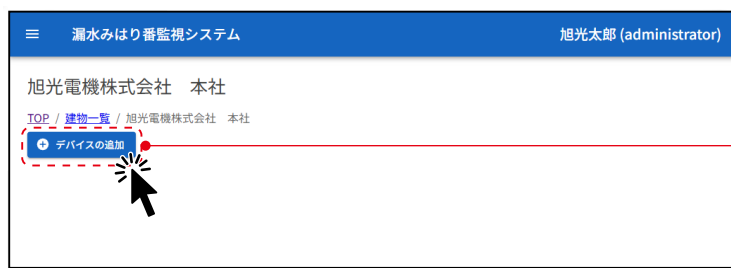 漏水みはり番監視システム 旭光太郎 (administrator)
旭光電機株式会社　本社
TOP / 建物一覧 / 旭光電機株式会社　本社
デバイスの追加